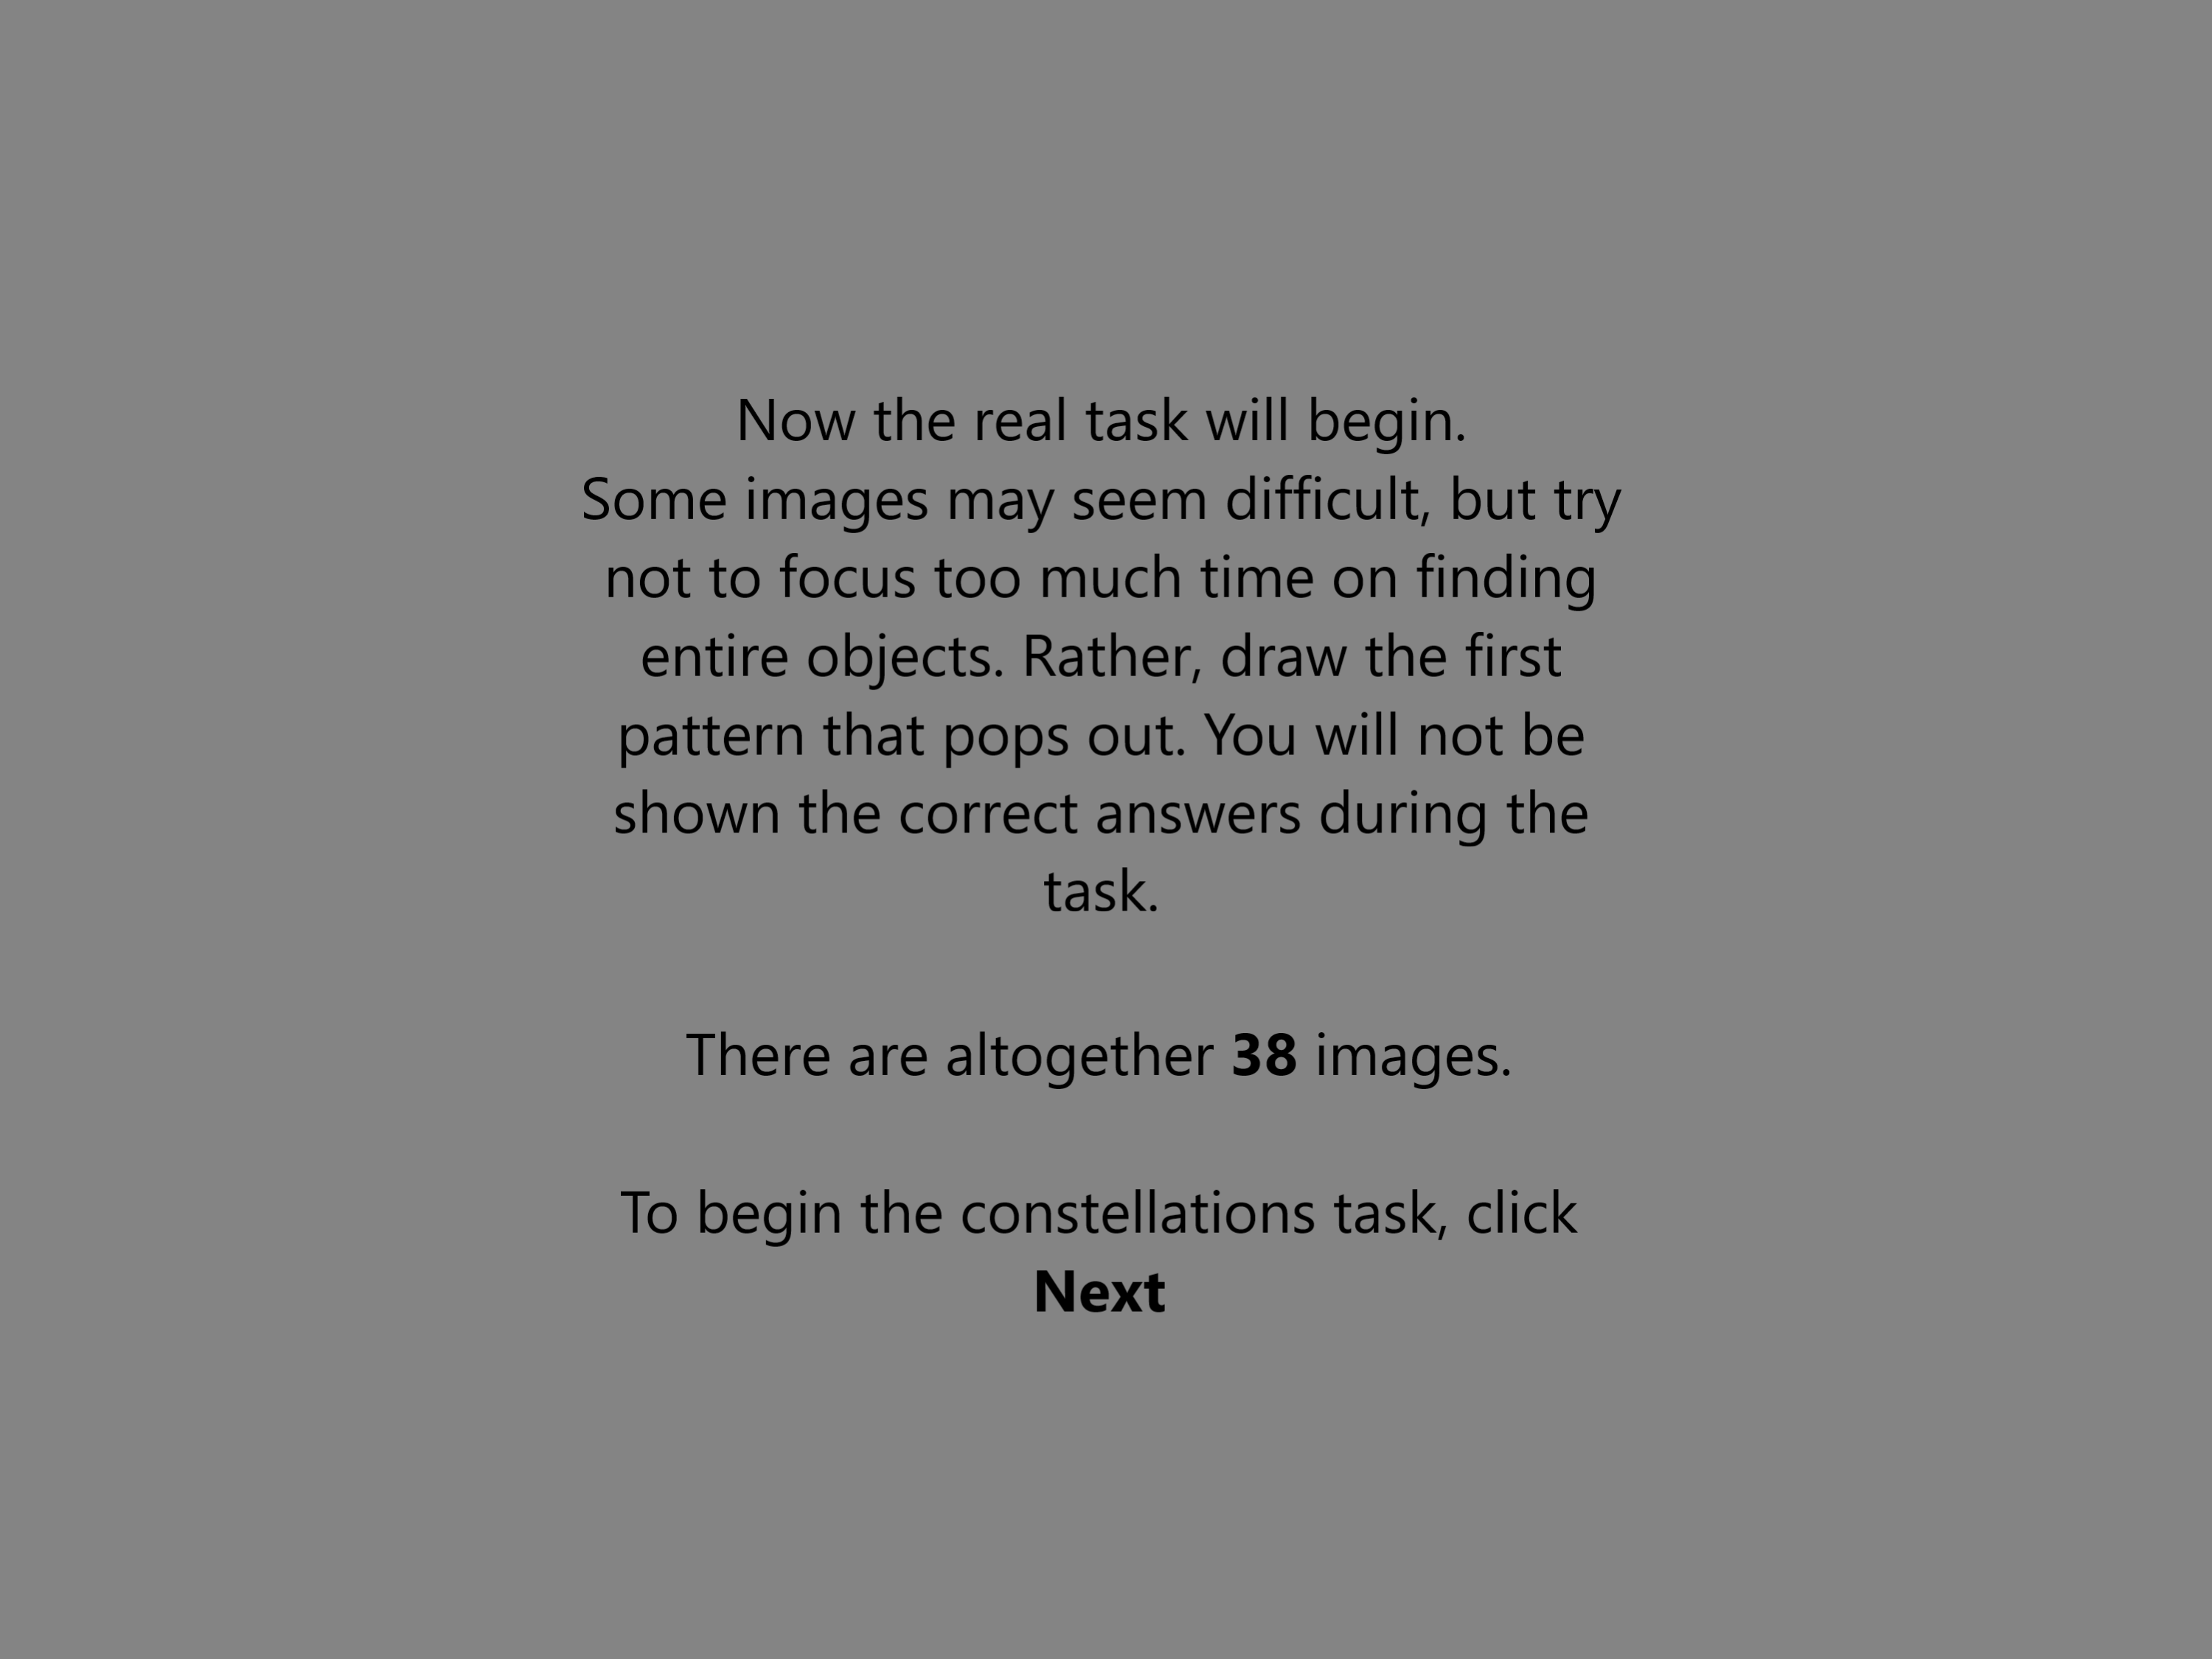 Now the real task will begin.
Some images may seem difficult, but try
not to focus too much time on finding
entire objects. Rather, draw the first
pattern that pops out. You will not be
shown the correct answers during the
task.
There are altogether 38 images.
To begin the constellations task, click
Next